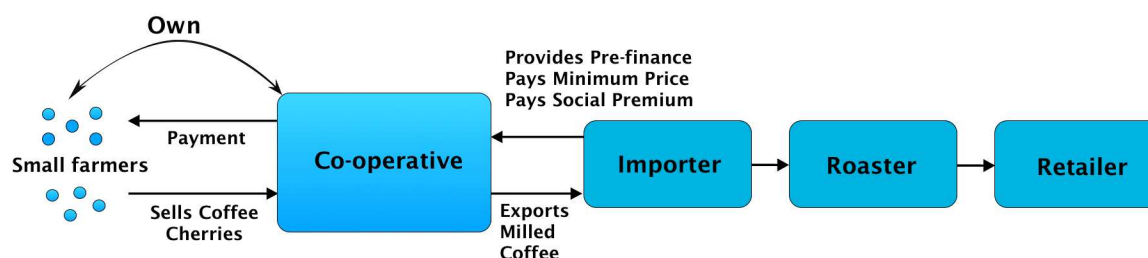 Own
Provides Pre-finance
Pays Minimum Price
Pays Social Premium
Payment
Small farmers
Co-operative
Importer
Roaster
Retailer
Sells Coffee
Cherries
Exports
Milled
Coffee